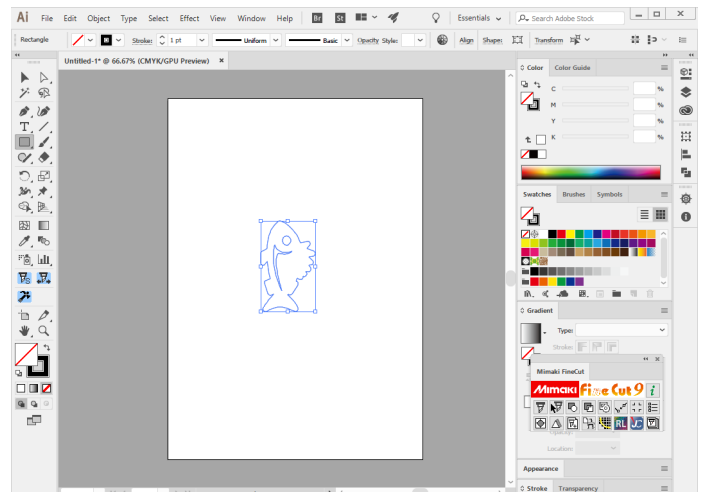 Ai File Edit Object Type Select Effect View Window Help Br St Essentials Search Adobe Stock
Rectangle Stroke: 1 pt Uniform Basic Opacity Style: Align Shape: Transform
Untitled-1* @ 66.67% (CMYK/GPU Preview) ×
Color Color Guide
C %
M %
Y %
K %
Swatches Brushes Symbols
Gradient
Type:
Stroke:
Mimaki FineCut
Mimaki Fine Cut 9 i
RL JC
Location:
Appearance
Stroke Transparency